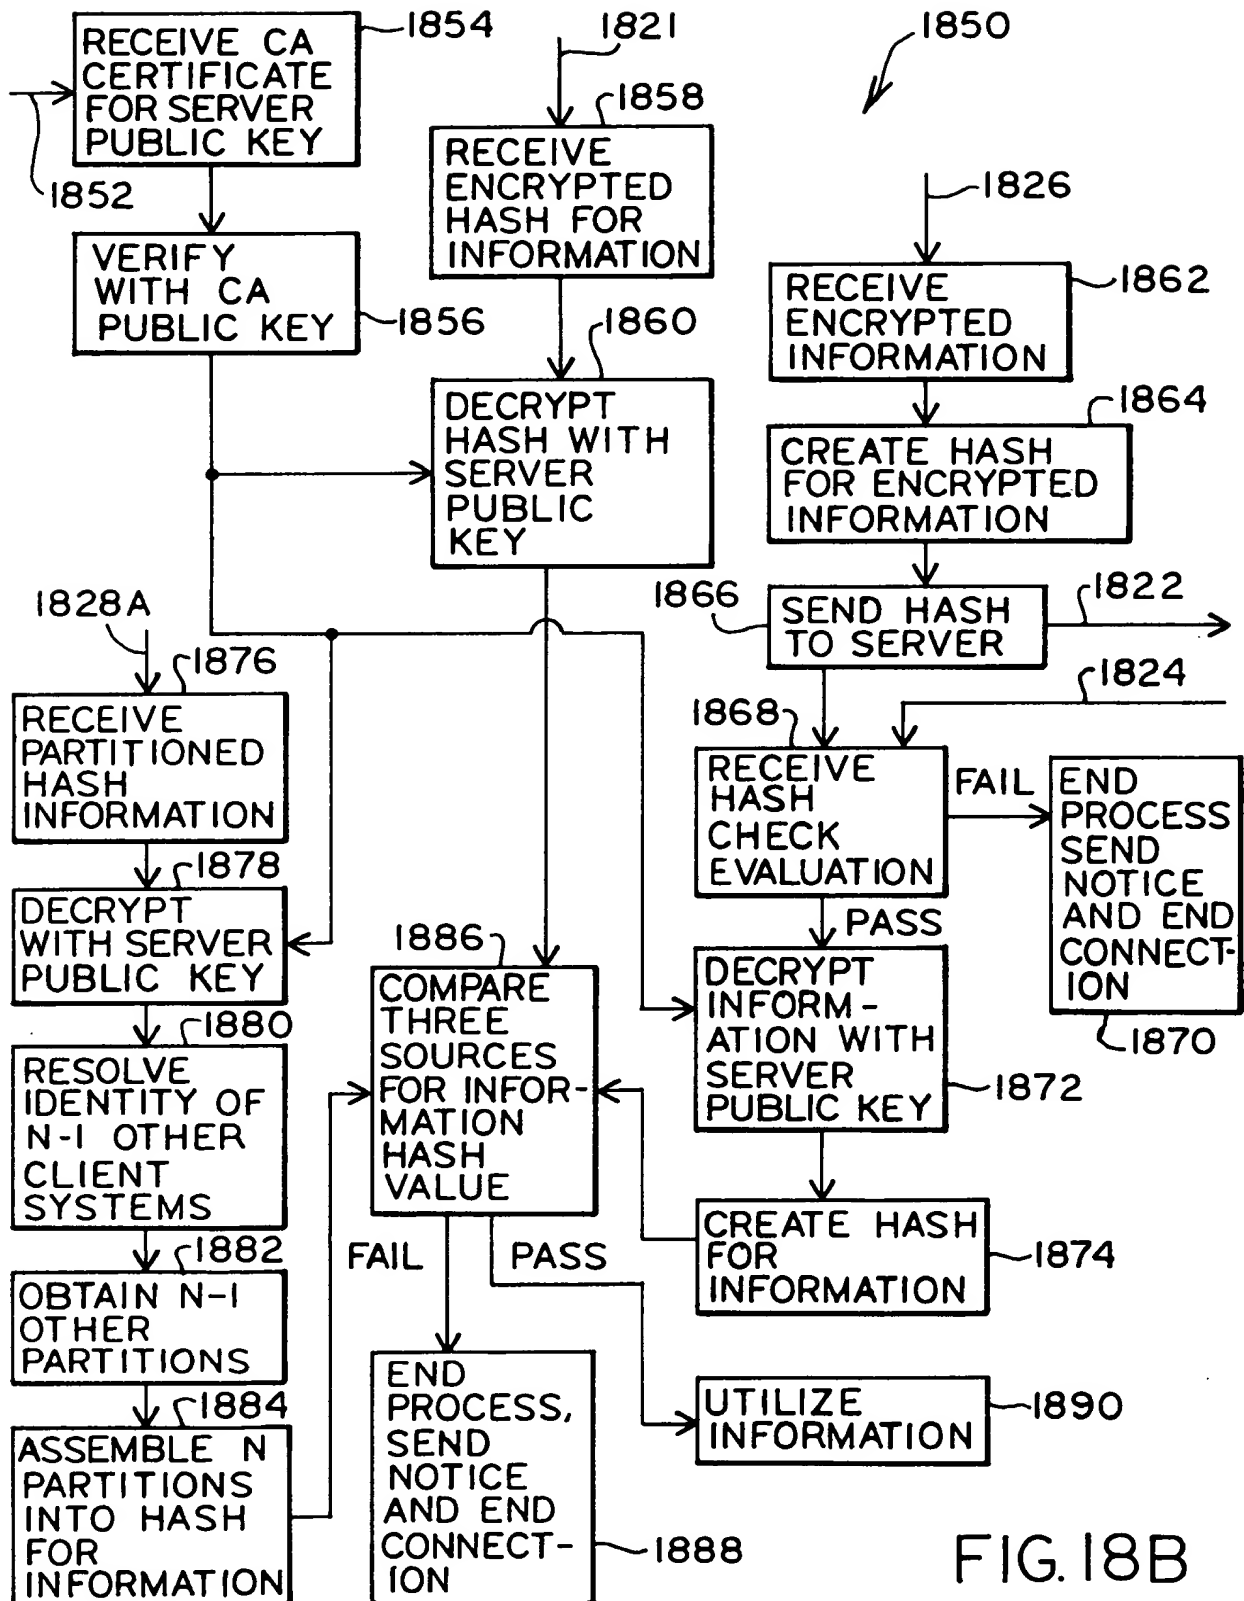 1854
RECEIVE CA
CERTIFICATE
FOR SERVER
PUBLIC KEY
1852
VERIFY
WITH CA
PUBLIC KEY
1856
1821
1858
RECEIVE
ENCRYPTED
HASH FOR
INFORMATION
1860
DECRYPT
HASH WITH
SERVER
PUBLIC
KEY
1850
1826
1862
RECEIVE
ENCRYPTED
INFORMATION
1864
CREATE HASH
FOR ENCRYPTED
INFORMATION
1866
SEND HASH
TO SERVER
1822
1824
1868
RECEIVE
HASH
CHECK
EVALUATION
FAIL
END
PROCESS
SEND
NOTICE
AND END
CONNECT-
ION
1870
PASS
DECRYPT
INFORM-
ATION WITH
SERVER
PUBLIC KEY
1872
CREATE HASH
FOR
INFORMATION
1874
1828A
1876
RECEIVE
PARTITIONED
HASH
INFORMATION
1878
DECRYPT
WITH SERVER
PUBLIC KEY
1880
RESOLVE
IDENTITY OF
N-1 OTHER
CLIENT
SYSTEMS
1882
OBTAIN N-1
OTHER
PARTITIONS
1884
ASSEMBLE N
PARTITIONS
INTO HASH
FOR
INFORMATION
1886
COMPARE
THREE
SOURCES
FOR INFOR-
MATION
HASH
VALUE
FAIL
PASS
END
PROCESS,
SEND
NOTICE
AND END
CONNECT-
ION
1888
UTILIZE
INFORMATION
1890
FIG. 18B